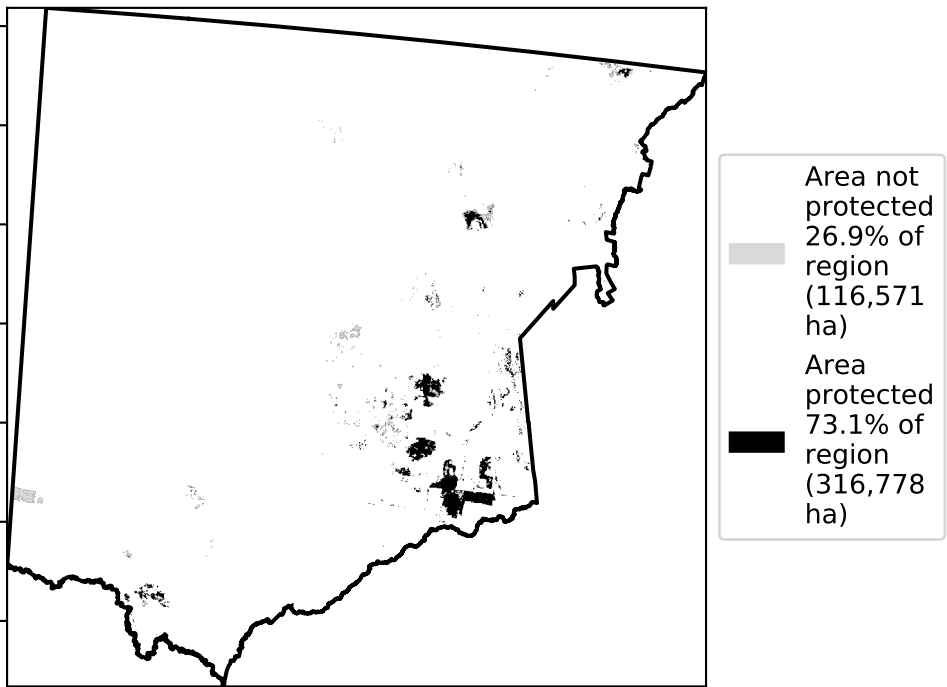 Area not
protected
26.9% of
region
(116,571
ha)
Area
protected
73.1% of
region
(316,778
ha)